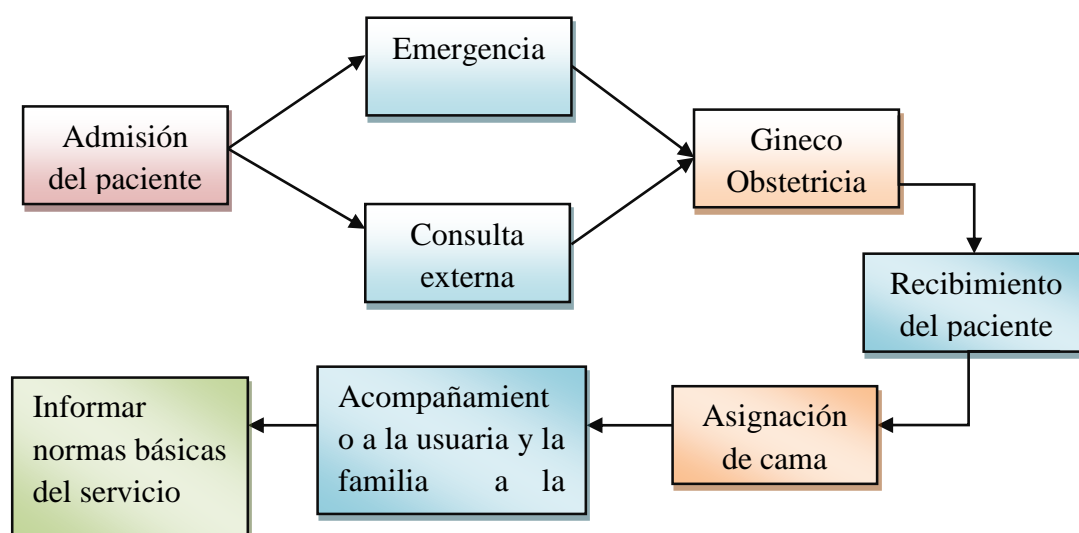 Emergencia
Admisión
del paciente
Consulta
externa
Gineco
Obstetricia
Recibimiento
del paciente
Asignación
de cama
Acompañamient
o a la usuaria y la
familia a la
Informar
normas básicas
del servicio